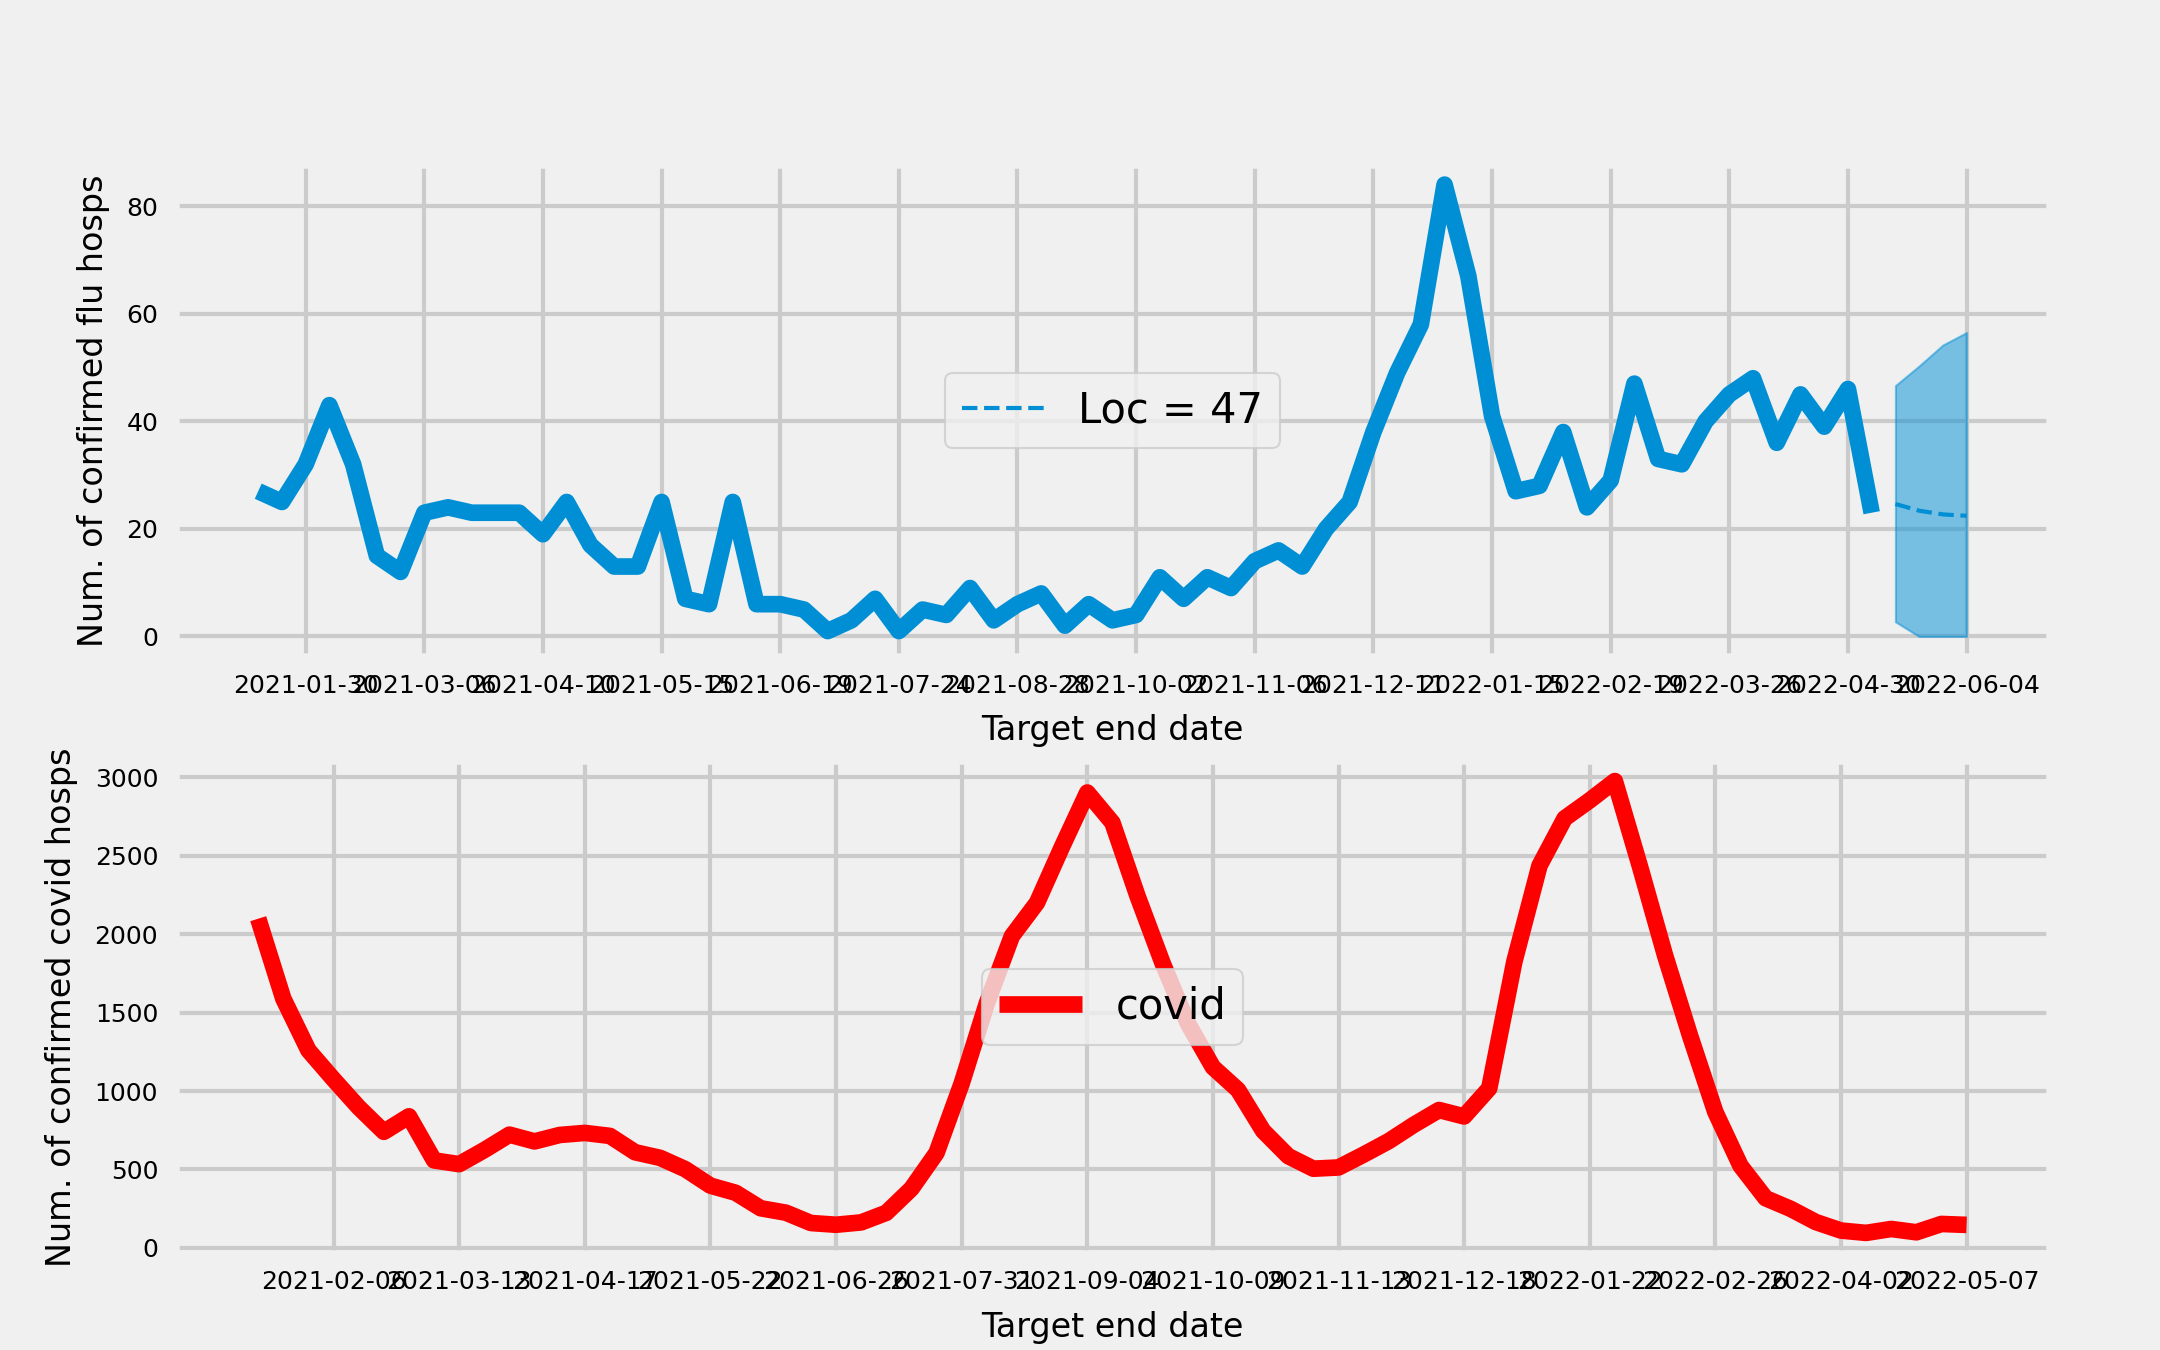 Num. of confirmed flu hosps
80
60
40
20
0
Loc = 47
2021-01-30 2021-03-06 2021-04-10 2021-05-15 2021-06-19 2021-07-24 2021-08-28 2021-10-02 2021-11-06 2021-12-11 2022-01-15 2022-02-19 2022-03-26 2022-04-30 2022-06-04
Target end date
Num. of confirmed covid hosps
3000
2500
2000
1500
1000
500
0
covid
2021-02-06 2021-03-13 2021-04-17 2021-05-22 2021-06-26 2021-07-31 2021-09-04 2021-10-09 2021-11-13 2021-12-18 2022-01-22 2022-02-26 2022-04-02 2022-05-07
Target end date